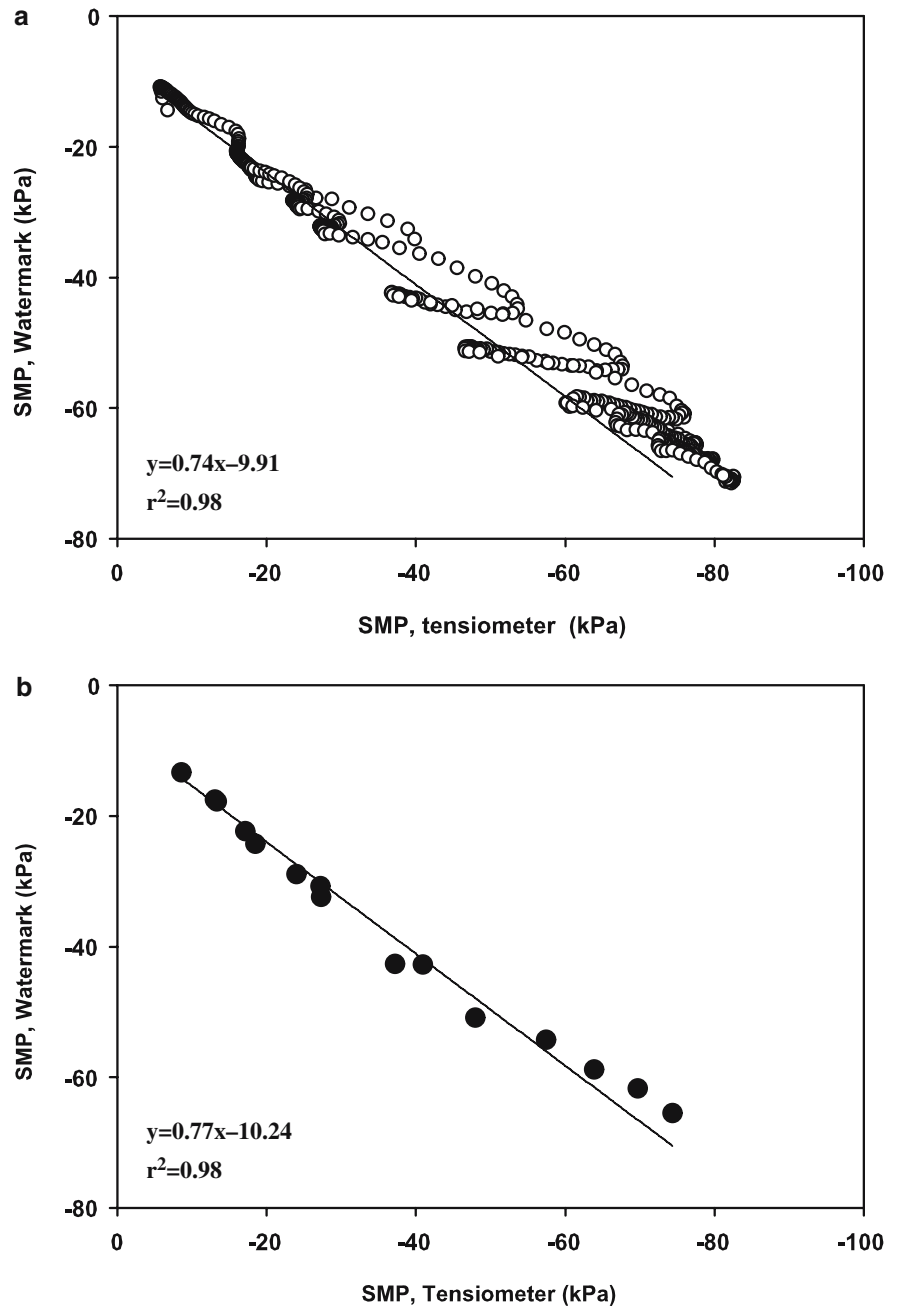 a
0
-20
-40
-60
-80
SMP, Watermark (kPa)
y=0.74x–9.91
r²=0.98
0 -20 -40 -60 -80 -100
SMP, tensiometer (kPa)
b
0
-20
-40
-60
-80
SMP, Watermark (kPa)
y=0.77x–10.24
r²=0.98
0 -20 -40 -60 -80 -100
SMP, Tensiometer (kPa)